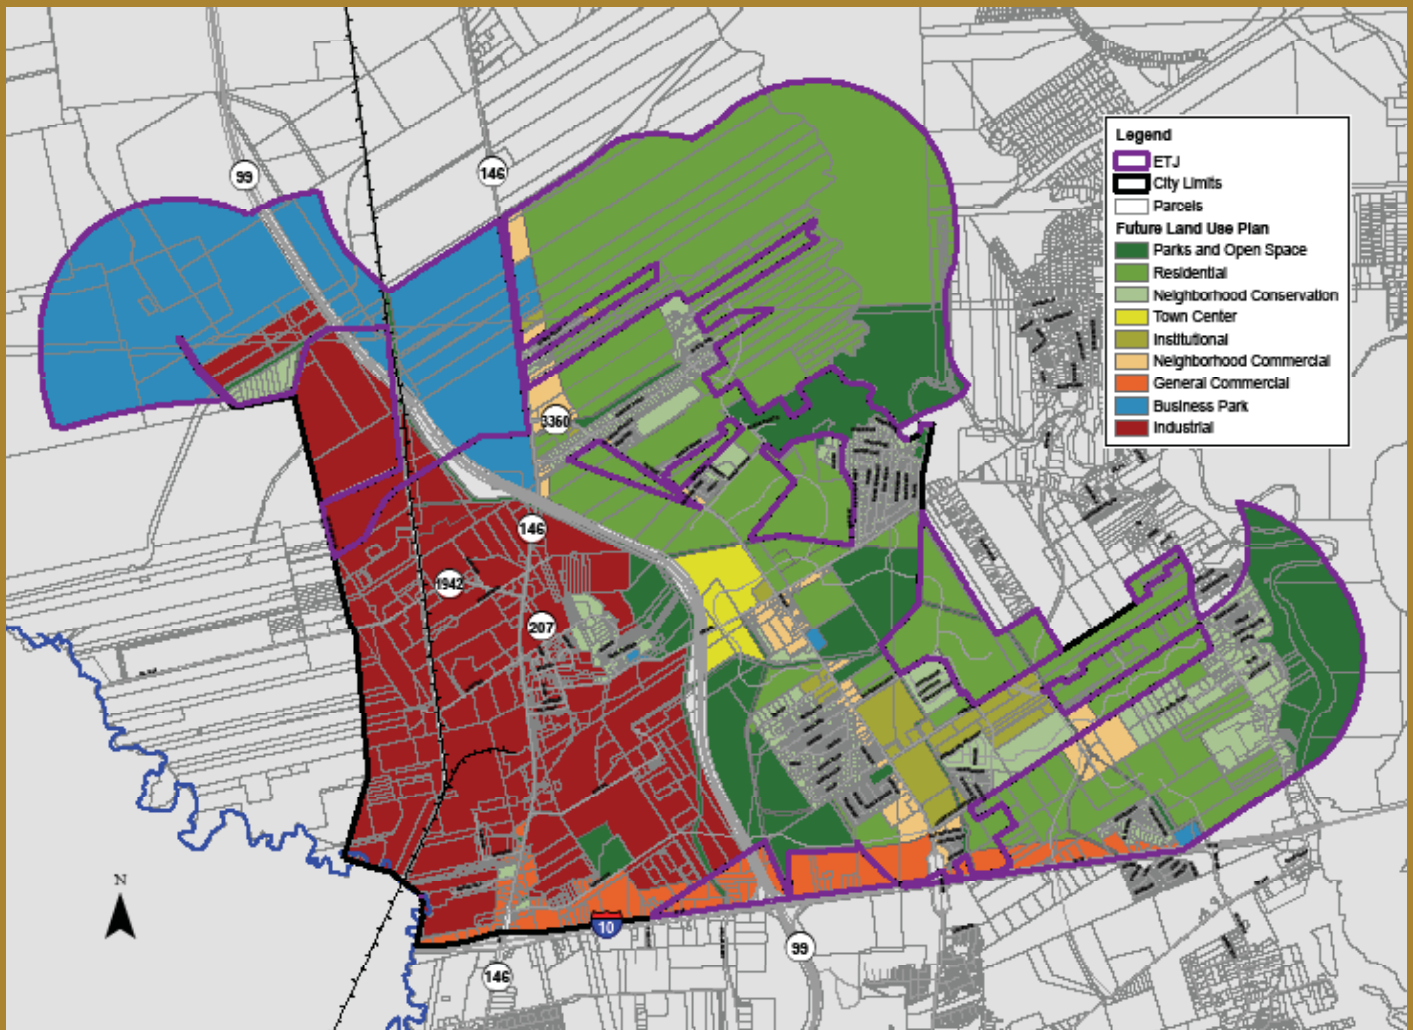 99
146
Legend
ETJ
City Limits
Parcels
Future Land Use Plan
Parks and Open Space
Residential
Neighborhood Conservation
Town Center
Institutional
Neighborhood Commercial
General Commercial
Business Park
Industrial
3360
146
1942
207
N
10
99
146